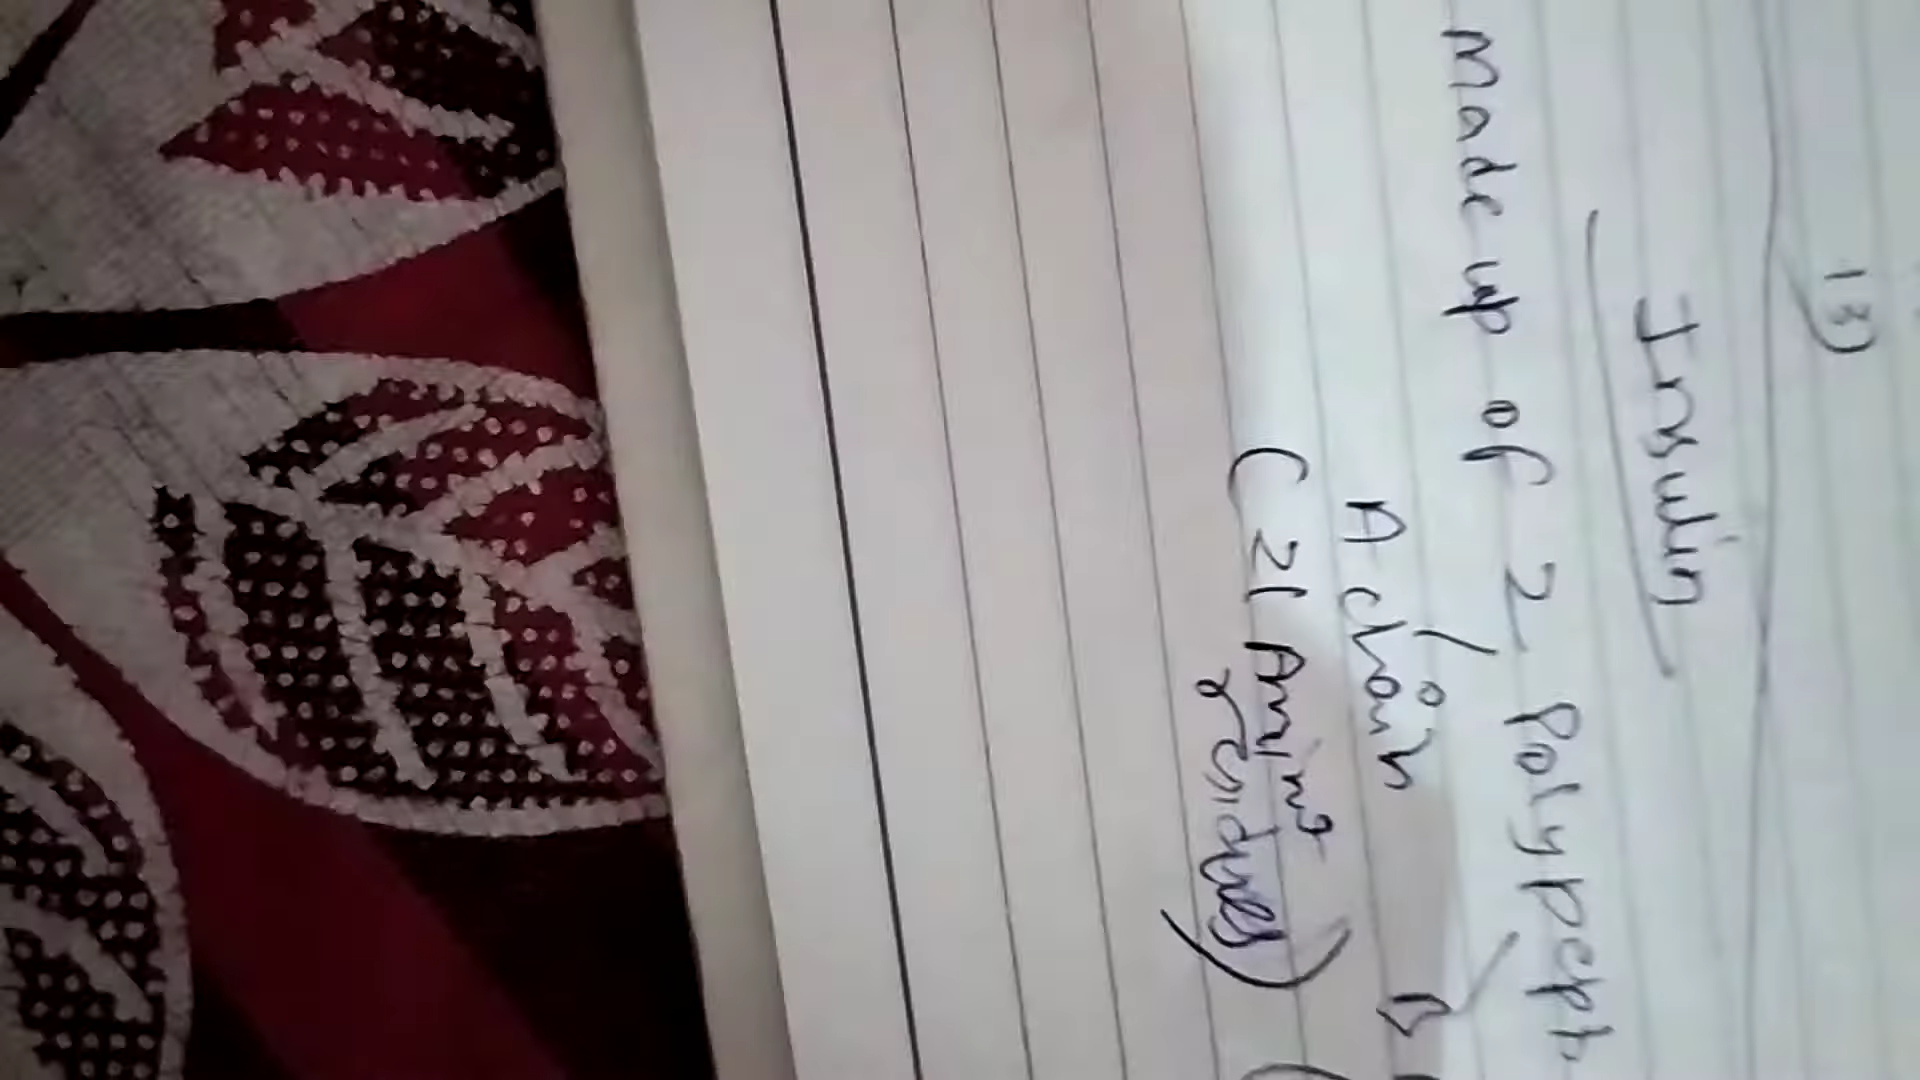 13)
Insulin
Made up of 2 Polypept
A chain B
(21 Amino
residues) (